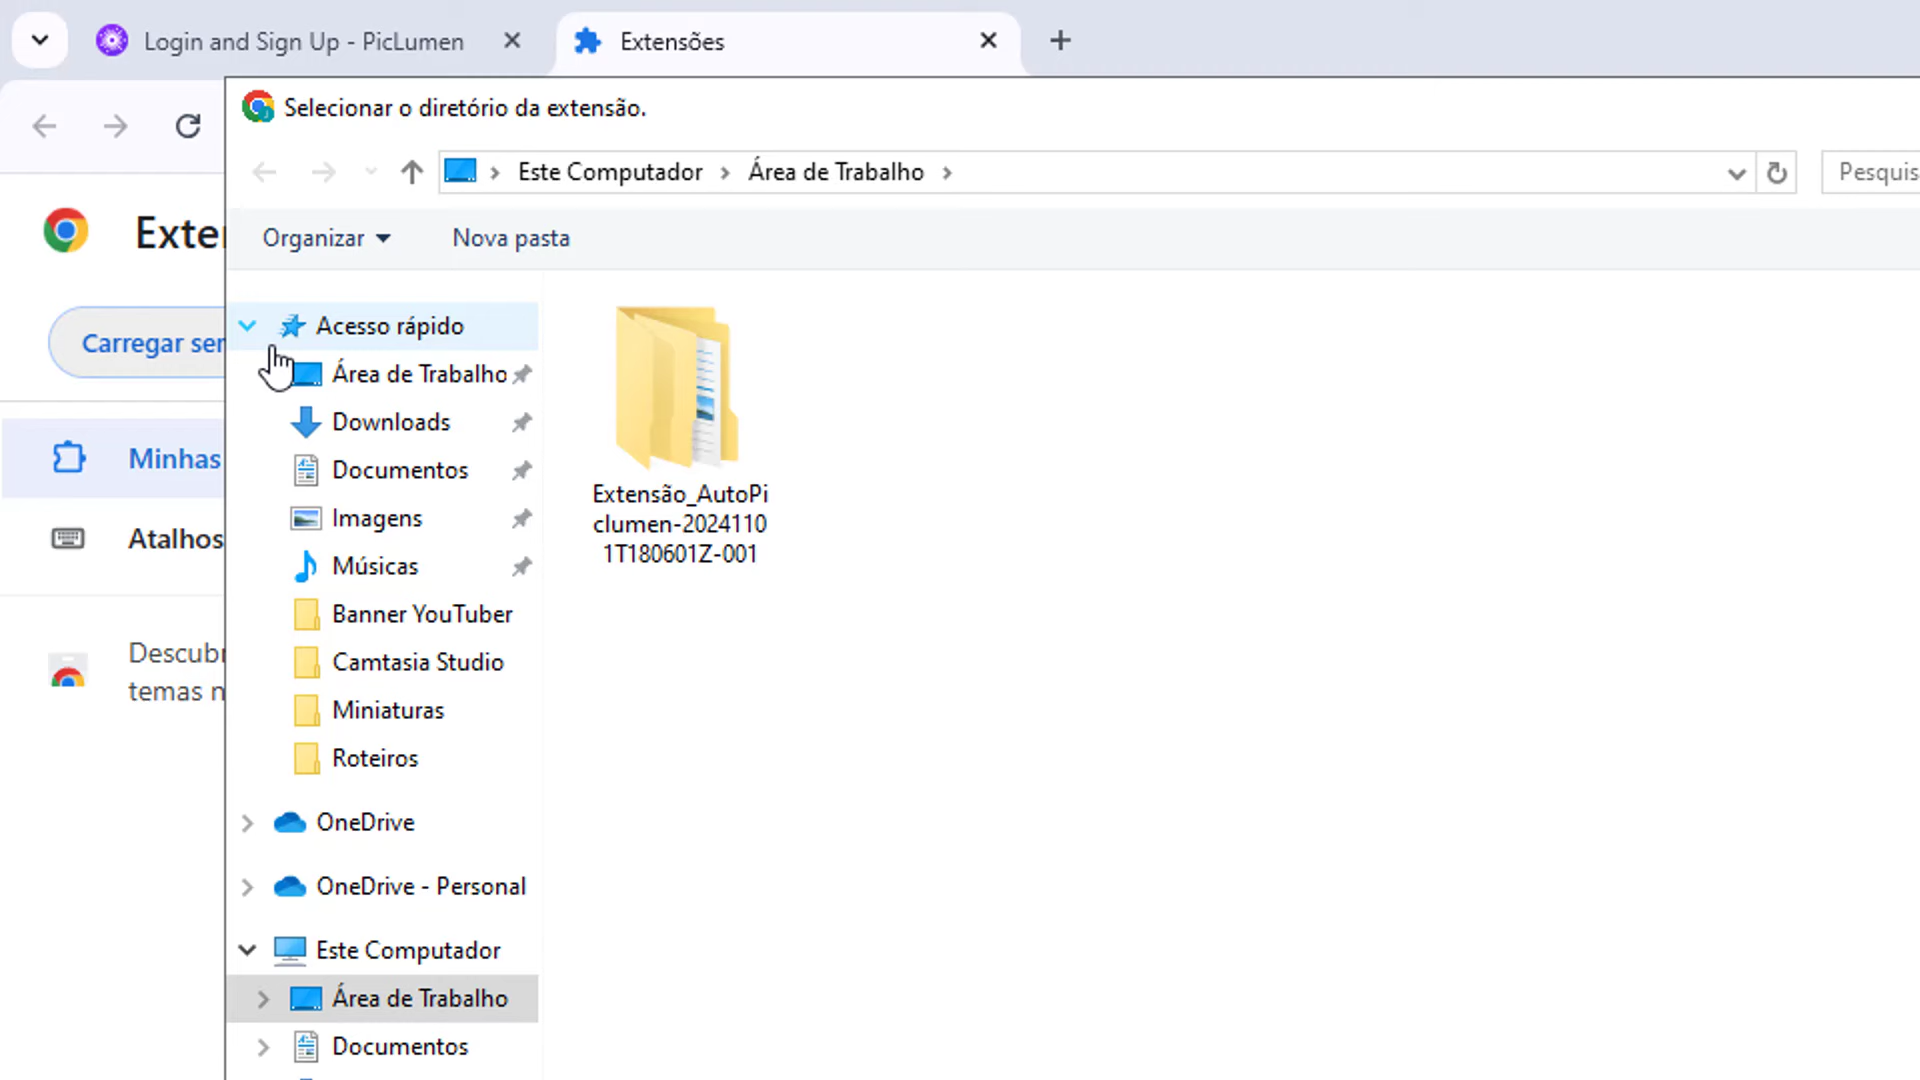 Login and Sign Up - PicLumen
Extensões
Selecionar o diretório da extensão.
Este Computador
Área de Trabalho
Pesquis
Exte
Organizar
Nova pasta
Carregar ser
Minhas
Atalhos
Descub
temas n
Acesso rápido
Área de Trabalho
Downloads
Documentos
Imagens
Músicas
Banner YouTuber
Camtasia Studio
Miniaturas
Roteiros
OneDrive
OneDrive - Personal
Este Computador
Área de Trabalho
Documentos
Extensão_AutoPi
clumen-2024110
1T180601Z-001